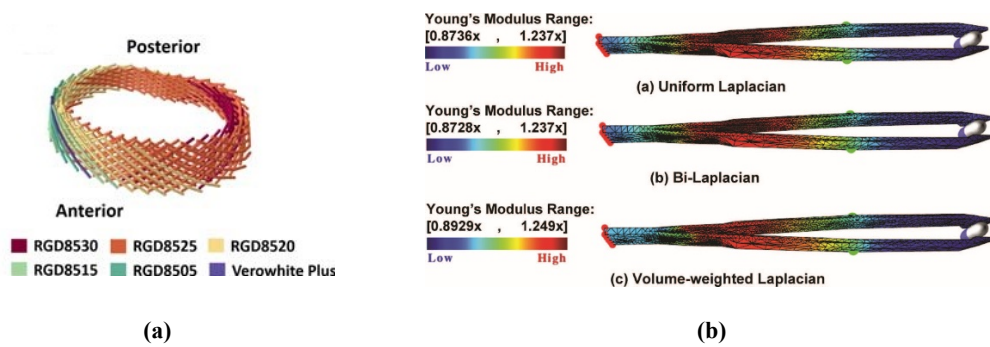 Posterior
Anterior
RGD8530 RGD8525 RGD8520
RGD8515 RGD8505 Verowhite Plus
(a)
Young's Modulus Range:
[0.8736x , 1.237x]
Low High
(a) Uniform Laplacian
Young's Modulus Range:
[0.8728x , 1.237x]
Low High
(b) Bi-Laplacian
Young's Modulus Range:
[0.8929x , 1.249x]
Low High
(c) Volume-weighted Laplacian
(b)